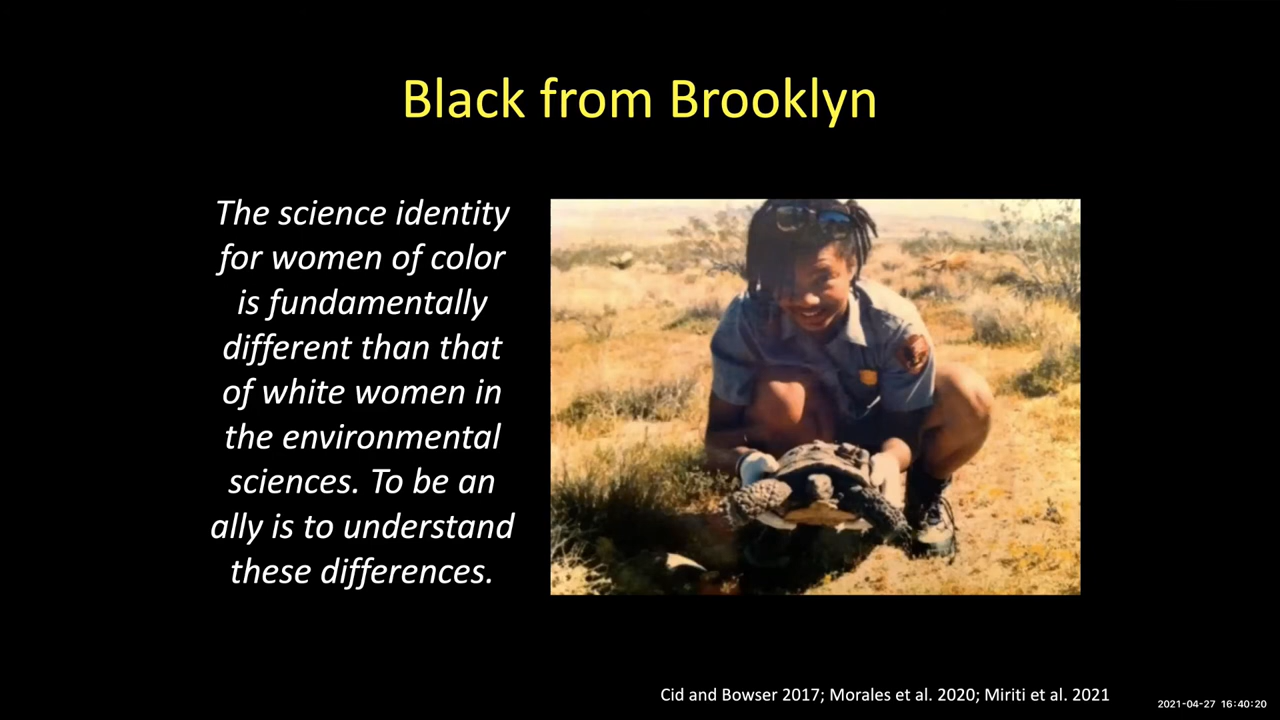 Black from Brooklyn
The science identity
for women of color
is fundamentally
different than that
of white women in
the environmental
sciences. To be an
ally is to understand
these differences.
Cid and Bowser 2017; Morales et al. 2020; Miriti et al. 2021
2021-04-27 16:40:20